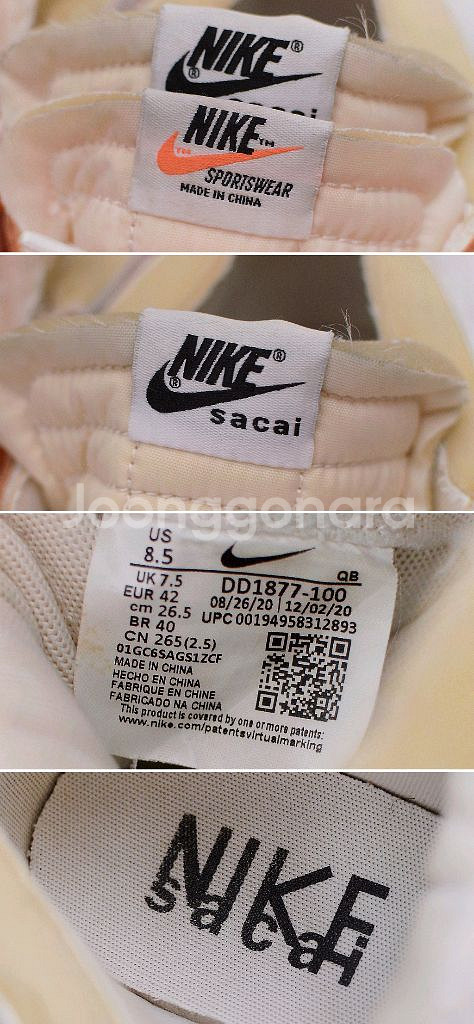 NIKE®
®
sacai
NIKE™
TM
SPORTSWEAR
MADE IN CHINA
NIKE®
®
sacai
Joonggonara
US
8.5
UK 7.5
EUR 42
cm 26.5
BR 40
CN 265(2.5)
QB
DD1877-100
08/26/20 | 12/02/20
UPC 00194958312893
01GC6SAGS1ZCF
MADE IN CHINA
HECHO EN CHINA
FABRIQUE EN CHINE
FABRICADO NA CHINA
This product is covered by one or more patents:
www.nike.com/patentsvirtualmarking
NIKE
sacai